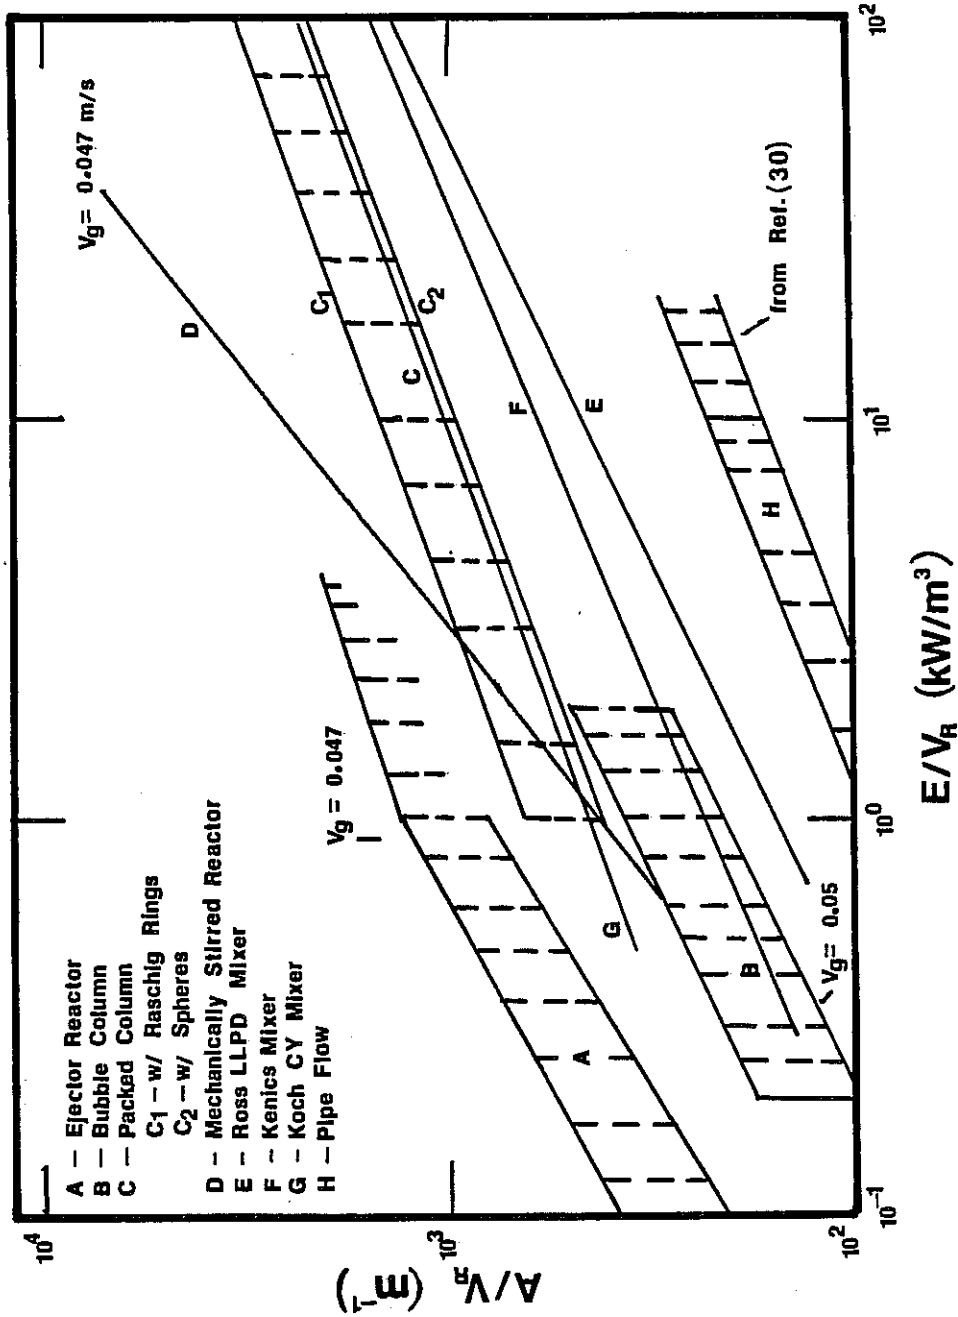 A — Ejector Reactor
B — Bubble Column
C — Packed Column
C1 — w/ Raschig Rings
C2 — w/ Spheres
D — Mechanically Stirred Reactor
E — Ross LLPD Mixer
F — Kenics Mixer
G — Koch CY Mixer
H — Pipe Flow
Vg = 0.047
Vg = 0.047 m/s
D
C1
C
C2
F
E
A
G
B
H
Vg = 0.05
from Ref. (30)
10^4
10^3
10^2
A/VR (m^-1)
10^-1
10^0
10^1
10^2
E/VR (kW/m^3)